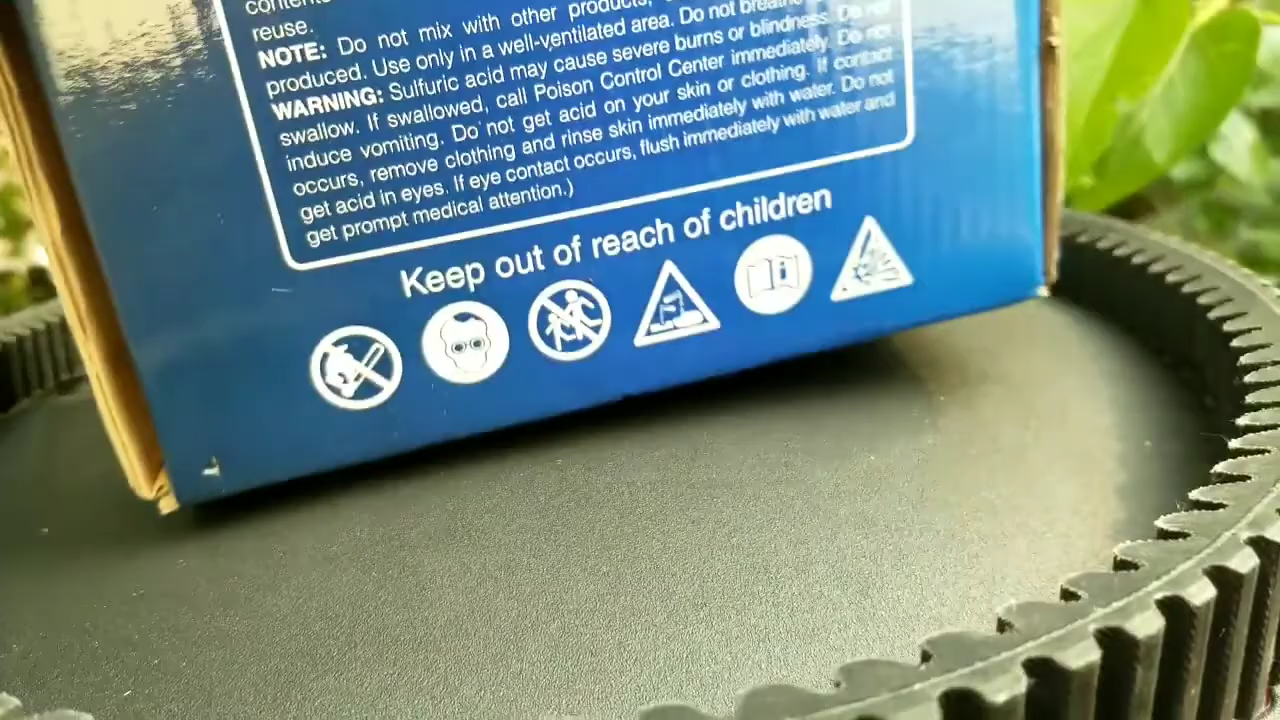 contents
reuse.
NOTE: Do not mix with other products,
produced. Use only in a well-ventilated area. Do not breathe
WARNING: Sulfuric acid may cause severe burns or blindness. Do not
swallow. If swallowed, call Poison Control Center immediately. Do not
induce vomiting. Do not get acid on your skin or clothing. If contact
occurs, remove clothing and rinse skin immediately with water. Do not
get acid in eyes. If eye contact occurs, flush immediately with water and
get prompt medical attention.)
Keep out of reach of children